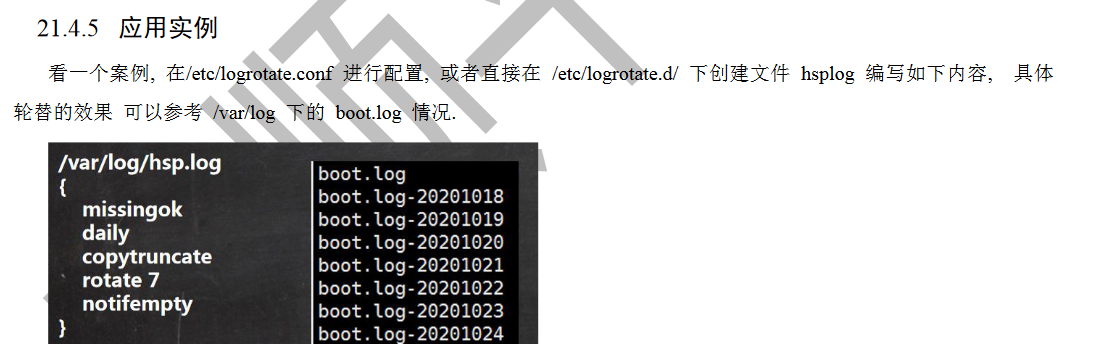 21.4.5 应用实例
看一个案例, 在/etc/logrotate.conf 进行配置, 或者直接在 /etc/logrotate.d/ 下创建文件 hsplog 编写如下内容, 具体
轮替的效果 可以参考 /var/log 下的 boot.log 情况.
/var/log/hsp.log
{
missingok
daily
copytruncate
rotate 7
notifempty
}
boot.log
boot.log-20201018
boot.log-20201019
boot.log-20201020
boot.log-20201021
boot.log-20201022
boot.log-20201023
boot.log-20201024